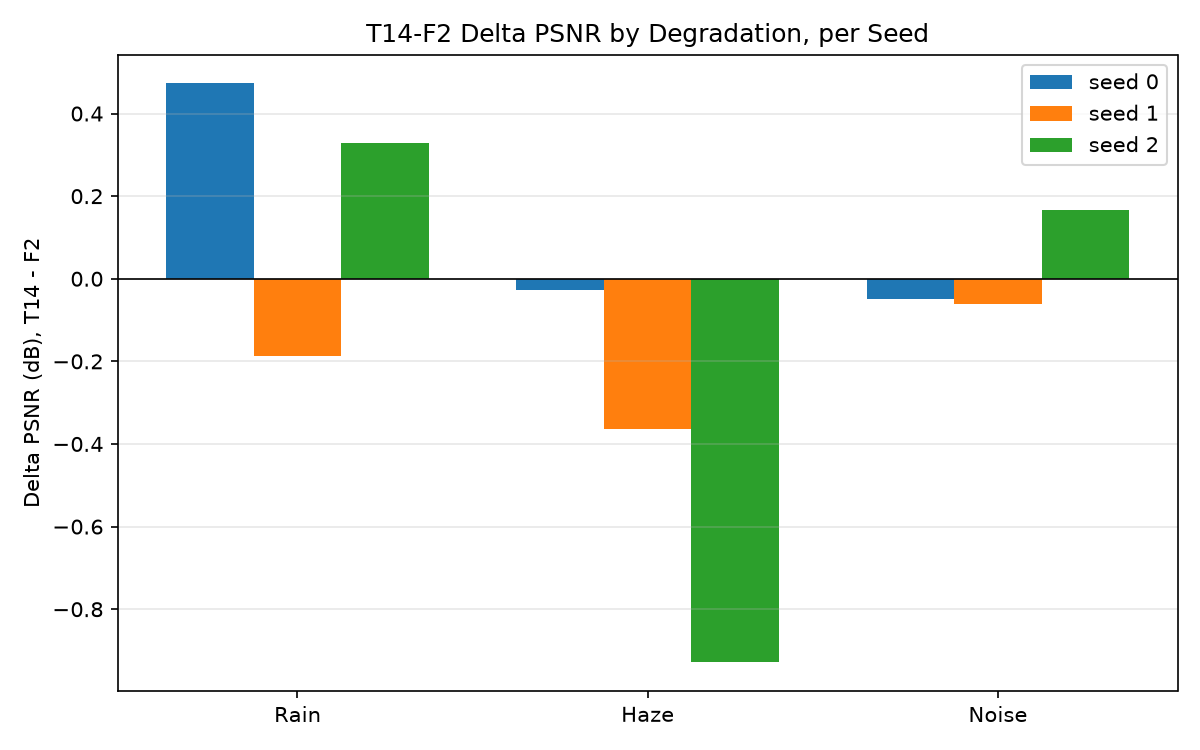 T14-F2 Delta PSNR by Degradation, per Seed
seed 0
seed 1
seed 2
Delta PSNR (dB), T14 - F2
0.4
0.2
0.0
−0.2
−0.4
−0.6
−0.8
Rain
Haze
Noise